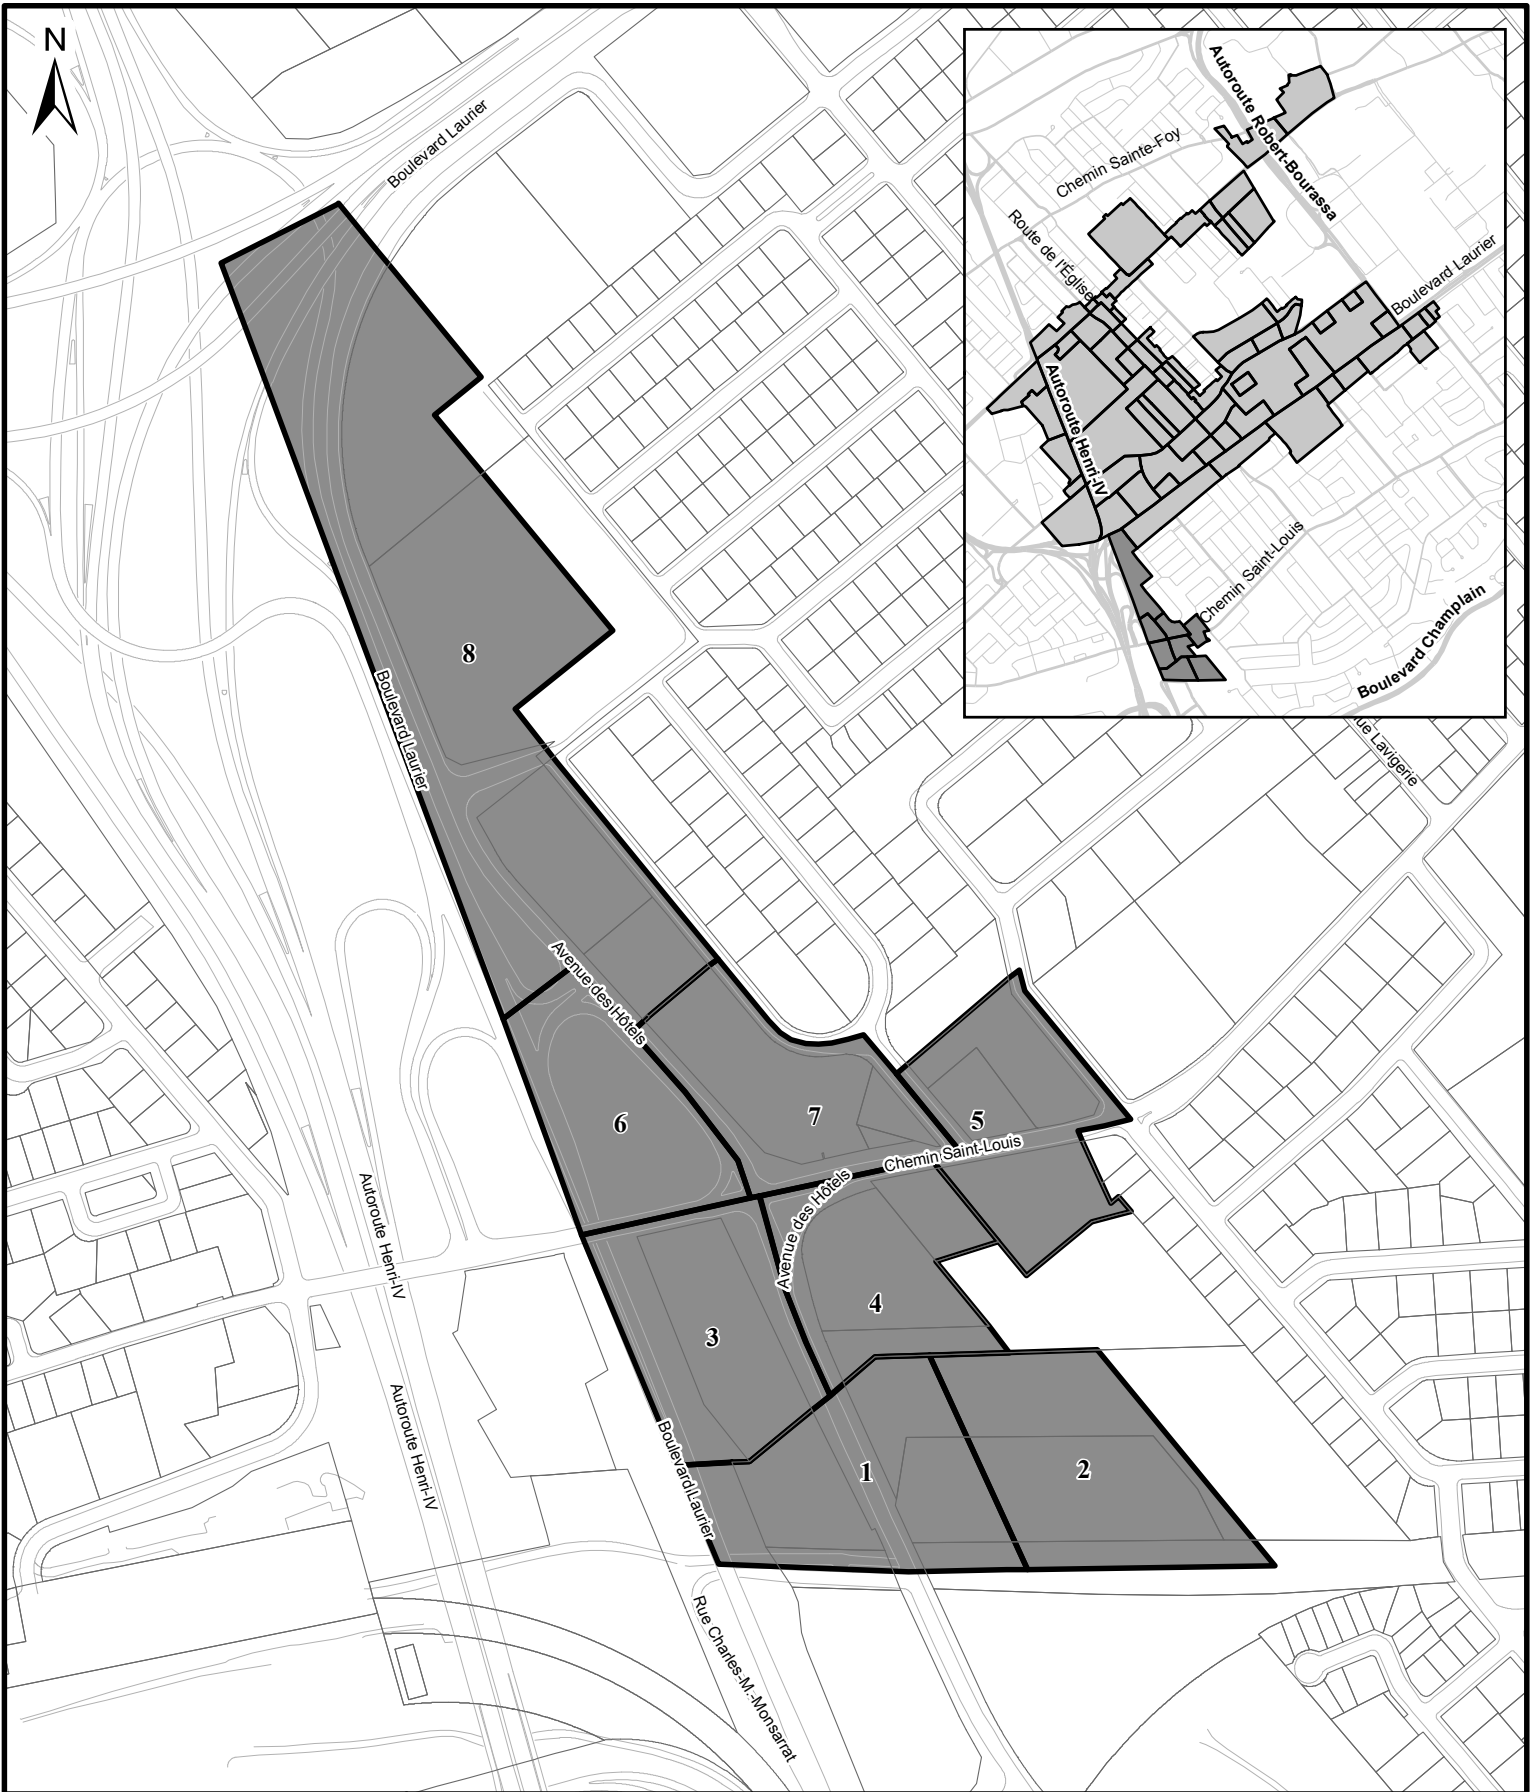 N
Boulevard Laurier
Autoroute Robert-Bourassa
Chemin Sainte-Foy
Route de l'Église
Boulevard Laurier
Autoroute Henri-IV
Chemin Saint-Louis
Boulevard Champlain
8
Boulevard Laurier
Lavigerie
Avenue des Hôtels
6
7
5
Chemin Saint-Louis
Avenue des Hôtels
Autoroute Henri-IV
4
3
Autoroute Henri-IV
Boulevard Laurier
1
2
Rue Charles-M.-Monsarrat